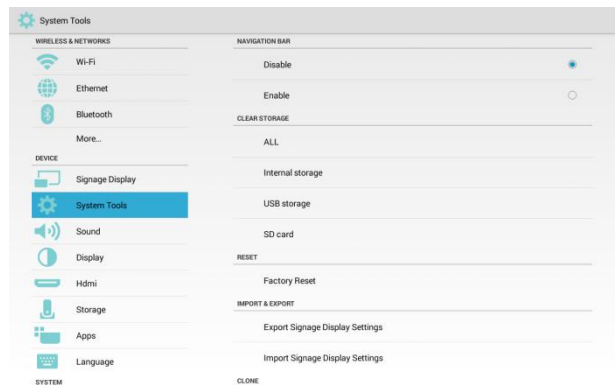 System Tools
WIRELESS & NETWORKS
Wi-Fi
Ethernet
Bluetooth
More...
DEVICE
Signage Display
System Tools
Sound
Display
Hdmi
Storage
Apps
Language
SYSTEM
NAVIGATION BAR
Disable
Enable
CLEAR STORAGE
ALL
Internal storage
USB storage
SD card
RESET
Factory Reset
IMPORT & EXPORT
Export Signage Display Settings
Import Signage Display Settings
CLONE